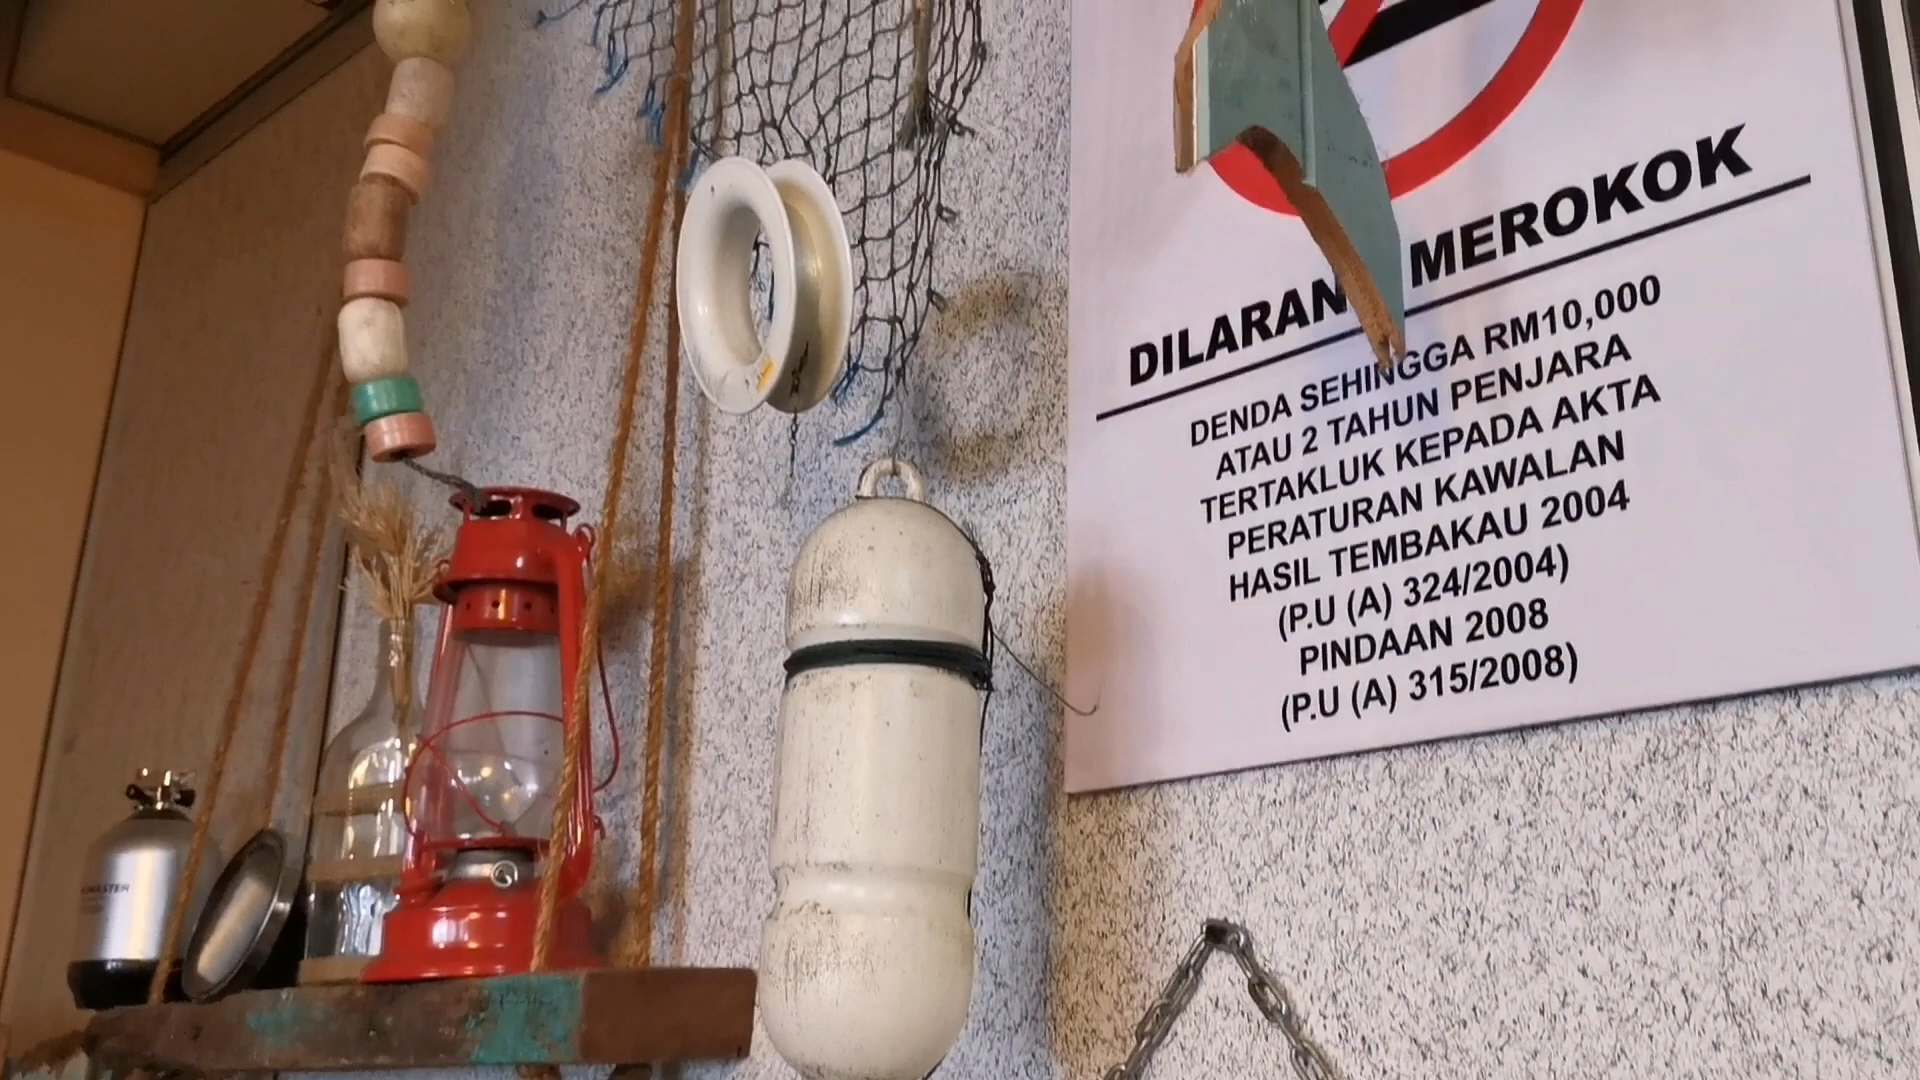 DILARAN MEROKOK
DENDA SEHINGGA RM10,000
ATAU 2 TAHUN PENJARA
TERTAKLUK KEPADA AKTA
PERATURAN KAWALAN
HASIL TEMBAKAU 2004
(P.U (A) 324/2004)
PINDAAN 2008
(P.U (A) 315/2008)